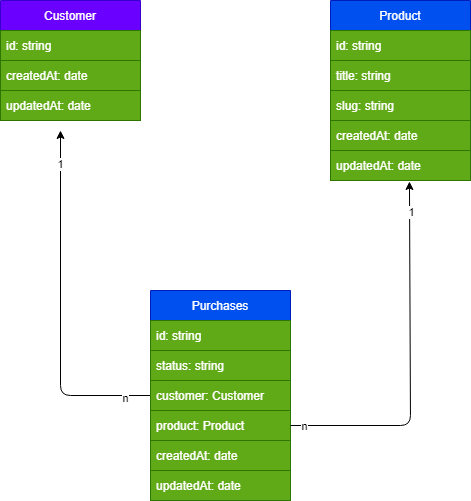 Customer
id: string
createdAt: date
updatedAt: date
Product
id: string
title: string
slug: string
createdAt: date
updatedAt: date
1
1
Purchases
id: string
status: string
customer: Customer
product: Product
createdAt: date
updatedAt: date
n
n